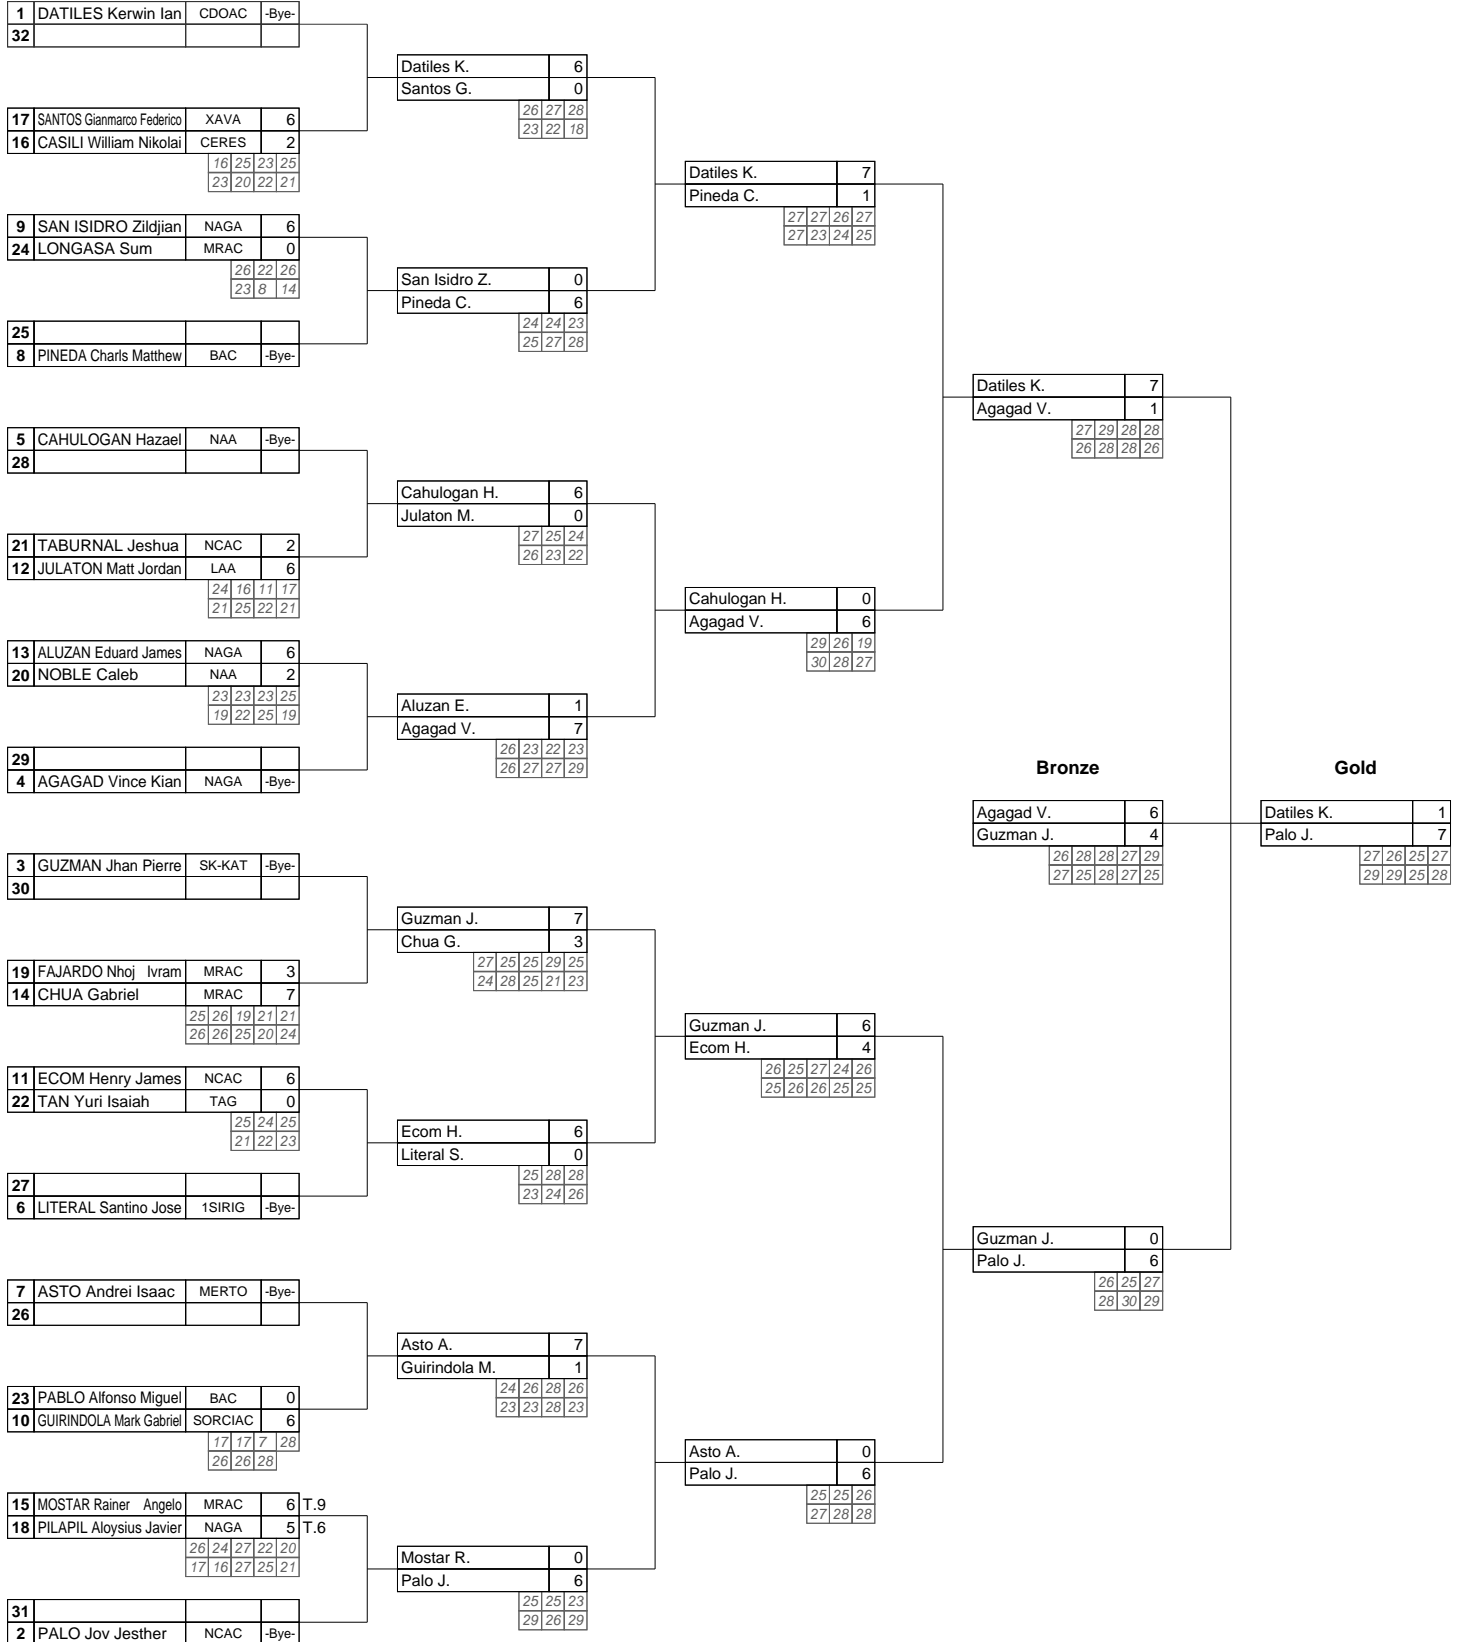 1 DATILES Kerwin Ian CDOAC -Bye-
32
Datiles K. 6
Santos G. 0
26 27 28
23 22 18
17 SANTOS Gianmarco Federico XAVA 6
16 CASILI William Nikolai CERES 2
16 25 23 25
23 20 22 21
Datiles K. 7
Pineda C. 1
27 27 26 27
27 23 24 25
9 SAN ISIDRO Zildjian NAGA 6
24 LONGASA Sum MRAC 0
26 22 26
23 8 14
San Isidro Z. 0
Pineda C. 6
24 24 23
25 27 28
25
8 PINEDA Charls Matthew BAC -Bye-
Datiles K. 7
Agagad V. 1
27 29 28 28
26 28 28 26
5 CAHULOGAN Hazael NAA -Bye-
28
Cahulogan H. 6
Julaton M. 0
27 25 24
26 23 22
21 TABURNAL Jeshua NCAC 2
12 JULATON Matt Jordan LAA 6
24 16 11 17
21 25 22 21
Cahulogan H. 0
Agagad V. 6
29 26 19
30 28 27
13 ALUZAN Eduard James NAGA 6
20 NOBLE Caleb NAA 2
23 23 23 25
19 22 25 19
Aluzan E. 1
Agagad V. 7
26 23 22 23
26 27 27 29
29
4 AGAGAD Vince Kian NAGA -Bye-
Bronze Gold
Agagad V. 6
Guzman J. 4
26 28 28 27 29
27 25 28 27 25
Datiles K. 1
Palo J. 7
27 26 25 27
29 29 25 28
3 GUZMAN Jhan Pierre SK-KAT -Bye-
30
Guzman J. 7
Chua G. 3
27 25 25 29 25
24 28 25 21 23
19 FAJARDO Nhoj Ivram MRAC 3
14 CHUA Gabriel MRAC 7
25 26 19 21 21
26 26 25 20 24
Guzman J. 6
Ecom H. 4
26 25 27 24 26
25 26 26 25 25
11 ECOM Henry James NCAC 6
22 TAN Yuri Isaiah TAG 0
25 24 25
21 22 23
Ecom H. 6
Literal S. 0
25 28 28
23 24 26
27
6 LITERAL Santino Jose 1SIRIG -Bye-
Guzman J. 0
Palo J. 6
26 25 27
28 30 29
7 ASTO Andrei Isaac MERTO -Bye-
26
Asto A. 7
Guirindola M. 1
24 26 28 26
23 23 28 23
23 PABLO Alfonso Miguel BAC 0
10 GUIRINDOLA Mark Gabriel SORCIAC 6
17 17 7 28
26 26 28
Asto A. 0
Palo J. 6
25 25 26
27 28 28
15 MOSTAR Rainer Angelo MRAC 6 T.9
18 PILAPIL Aloysius Javier NAGA 5 T.6
26 24 27 22 20
17 16 27 25 21
Mostar R. 0
Palo J. 6
25 25 23
29 26 29
31
2 PALO Joy Jesther NCAC -Bye-